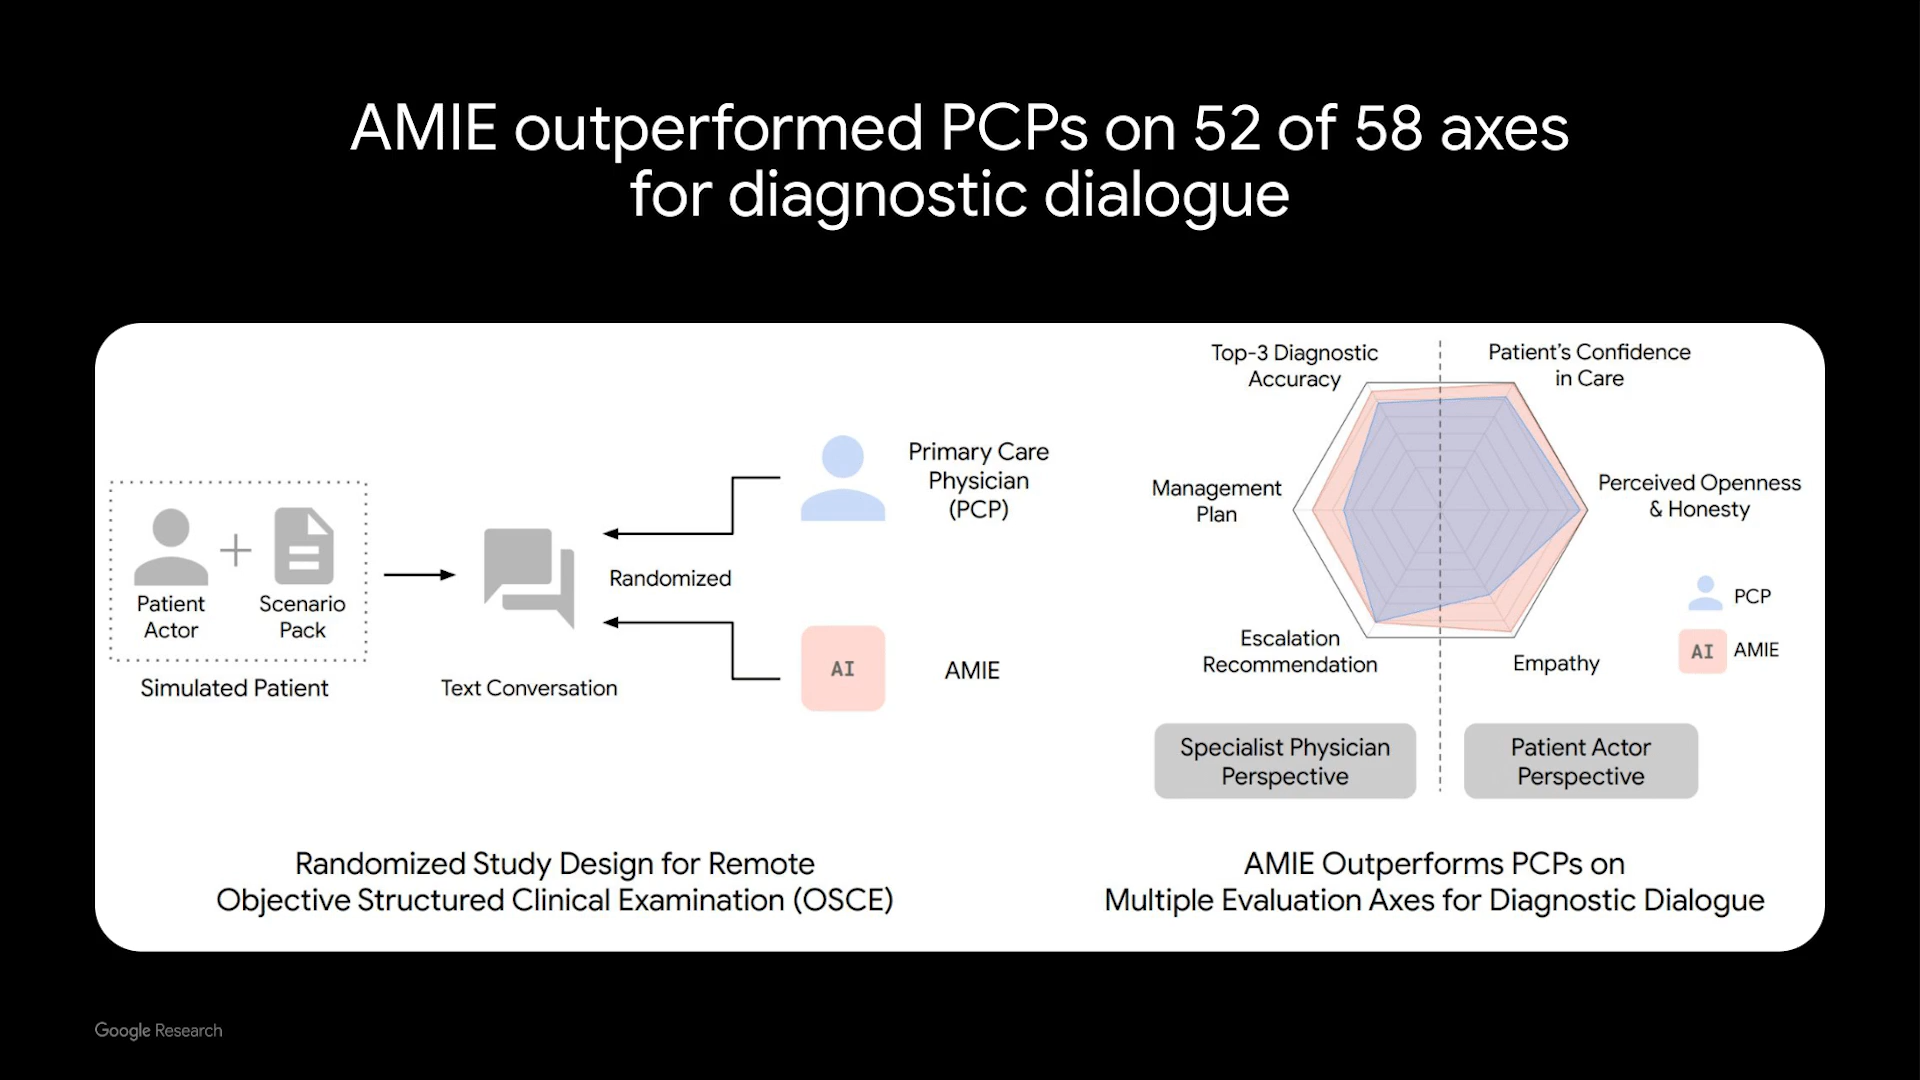 AMIE outperformed PCPs on 52 of 58 axes
for diagnostic dialogue
Patient
Actor
Scenario
Pack
Simulated Patient
Text Conversation
Randomized
Primary Care
Physician
(PCP)
AI
AMIE
Randomized Study Design for Remote
Objective Structured Clinical Examination (OSCE)
Top-3 Diagnostic
Accuracy
Patient's Confidence
in Care
Management
Plan
Perceived Openness
& Honesty
Escalation
Recommendation
Empathy
PCP
AI AMIE
Specialist Physician
Perspective
Patient Actor
Perspective
AMIE Outperforms PCPs on
Multiple Evaluation Axes for Diagnostic Dialogue
Google Research